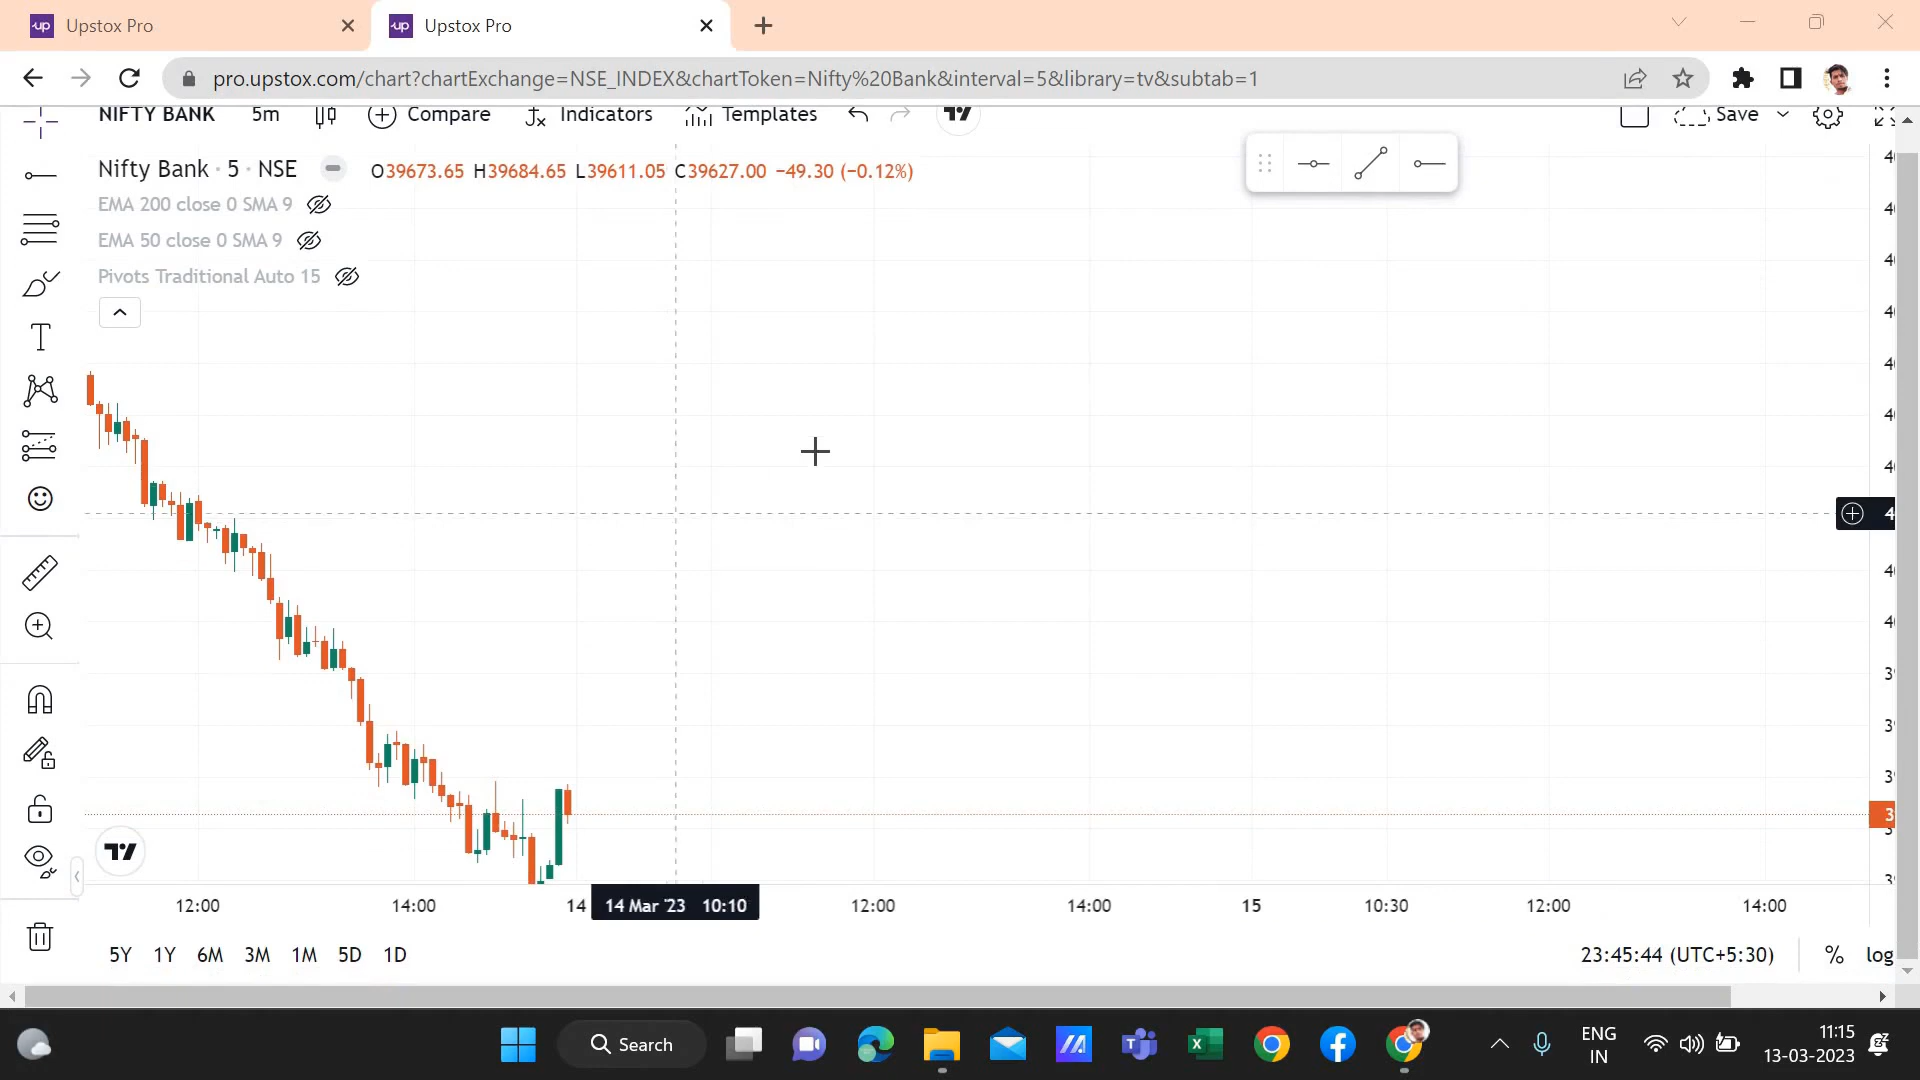 up Upstox Pro
up Upstox Pro
pro.upstox.com/chart?chartExchange=NSE_INDEX&chartToken=Nifty%20Bank&interval=5&library=tv&subtab=1
NIFTY BANK 5m Compare Indicators Templates Save
Nifty Bank · 5 · NSE O39673.65 H39684.65 L39611.05 C39627.00 −49.30 (−0.12%)
EMA 200 close 0 SMA 9
EMA 50 close 0 SMA 9
Pivots Traditional Auto 15
12:00 14:00 14 14 Mar '23 10:10 12:00 14:00 15 10:30 12:00 14:00
5Y 1Y 6M 3M 1M 5D 1D 23:45:44 (UTC+5:30) % log
Search
ENG
IN
11:15
13-03-2023